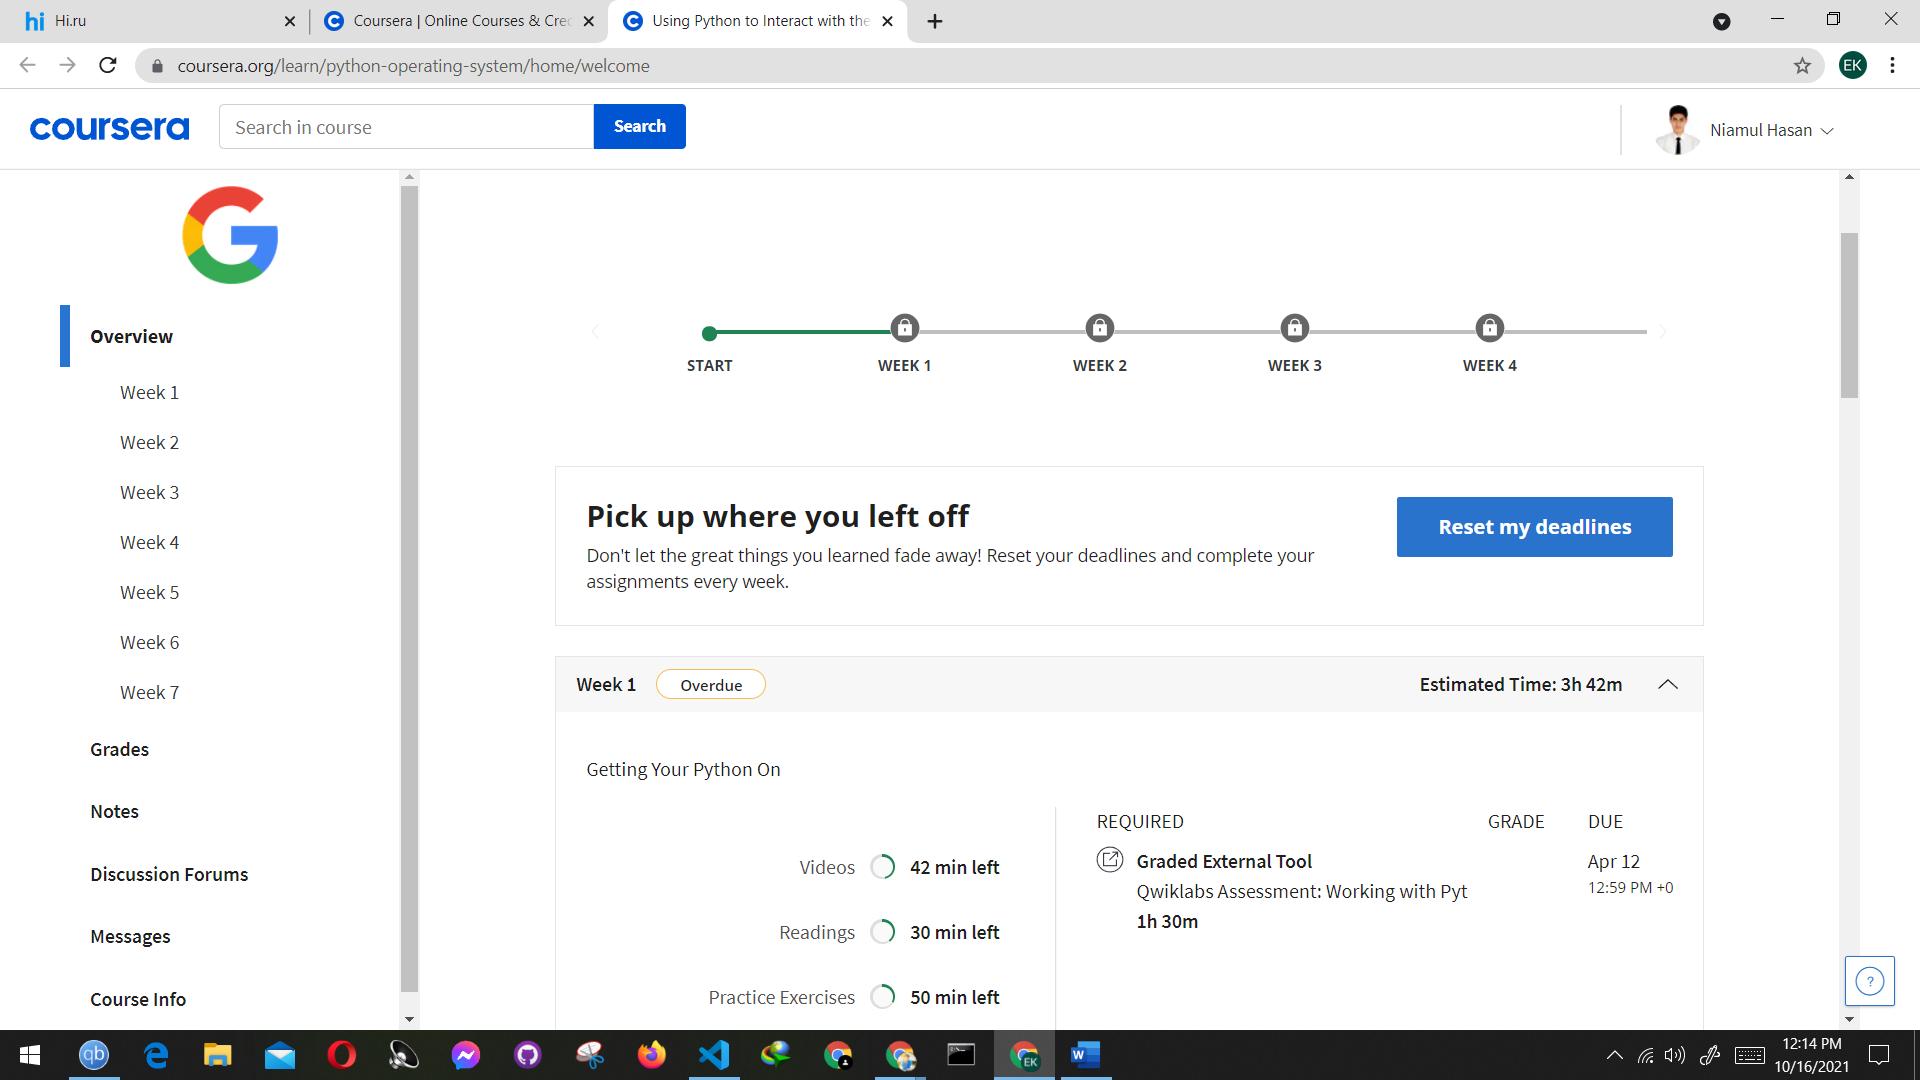 hi Hi.ru
Coursera | Online Courses & Cre
Using Python to Interact with the
coursera.org/learn/python-operating-system/home/welcome
EK
coursera
Search in course
Search
Niamul Hasan
Overview
Week 1
Week 2
Week 3
Week 4
Week 5
Week 6
Week 7
Grades
Notes
Discussion Forums
Messages
Course Info
START
WEEK 1
WEEK 2
WEEK 3
WEEK 4
Pick up where you left off
Don't let the great things you learned fade away! Reset your deadlines and complete your
assignments every week.
Reset my deadlines
Week 1
Overdue
Estimated Time: 3h 42m
Getting Your Python On
Videos 42 min left
Readings 30 min left
Practice Exercises 50 min left
REQUIRED GRADE DUE
Graded External Tool Apr 12
Qwiklabs Assessment: Working with Pyt 12:59 PM +0
1h 30m
?
qb
EK
W
12:14 PM
10/16/2021